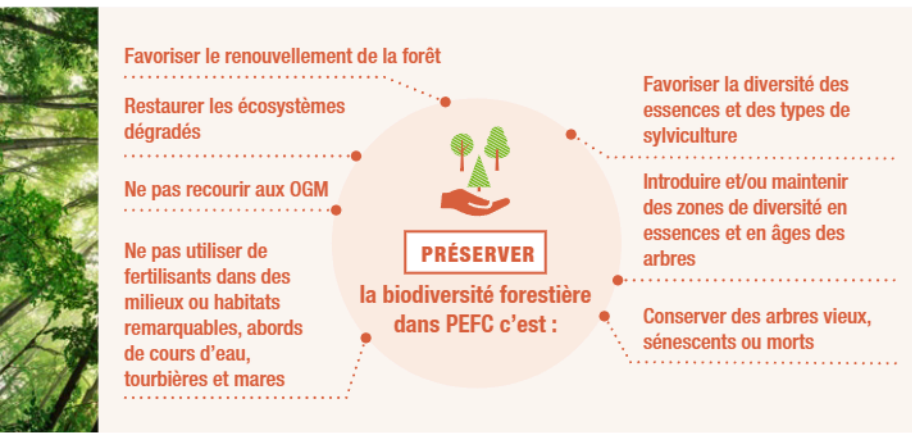 Favoriser le renouvellement de la forêt
Restaurer les écosystèmes
dégradés
Ne pas recourir aux OGM
Ne pas utiliser de
fertilisants dans des
milieux ou habitats
remarquables, abords
de cours d'eau,
tourbières et mares
PRÉSERVER
la biodiversité forestière
dans PEFC c'est :
Favoriser la diversité des
essences et des types de
sylviculture
Introduire et/ou maintenir
des zones de diversité en
essences et en âges des
arbres
Conserver des arbres vieux,
sénescents ou morts